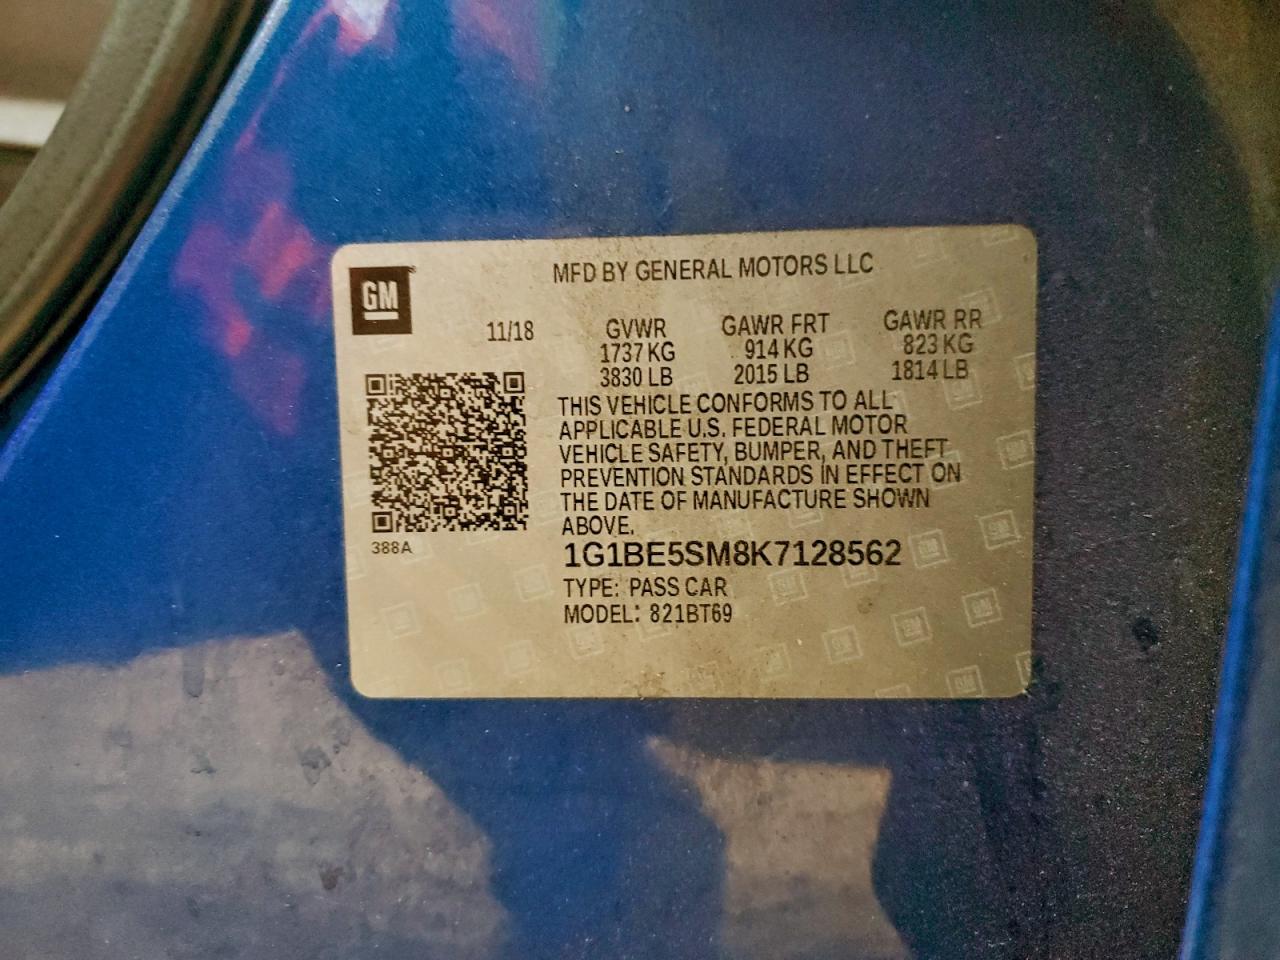 MFD BY GENERAL MOTORS LLC
GM
11/18 GVWR GAWR FRT GAWR RR
1737 KG 914 KG 823 KG
3830 LB 2015 LB 1814 LB
THIS VEHICLE CONFORMS TO ALL
APPLICABLE U.S. FEDERAL MOTOR
VEHICLE SAFETY, BUMPER, AND THEFT
PREVENTION STANDARDS IN EFFECT ON
THE DATE OF MANUFACTURE SHOWN
ABOVE.
388A
1G1BE5SM8K7128562
TYPE: PASS CAR
MODEL: 821BT69